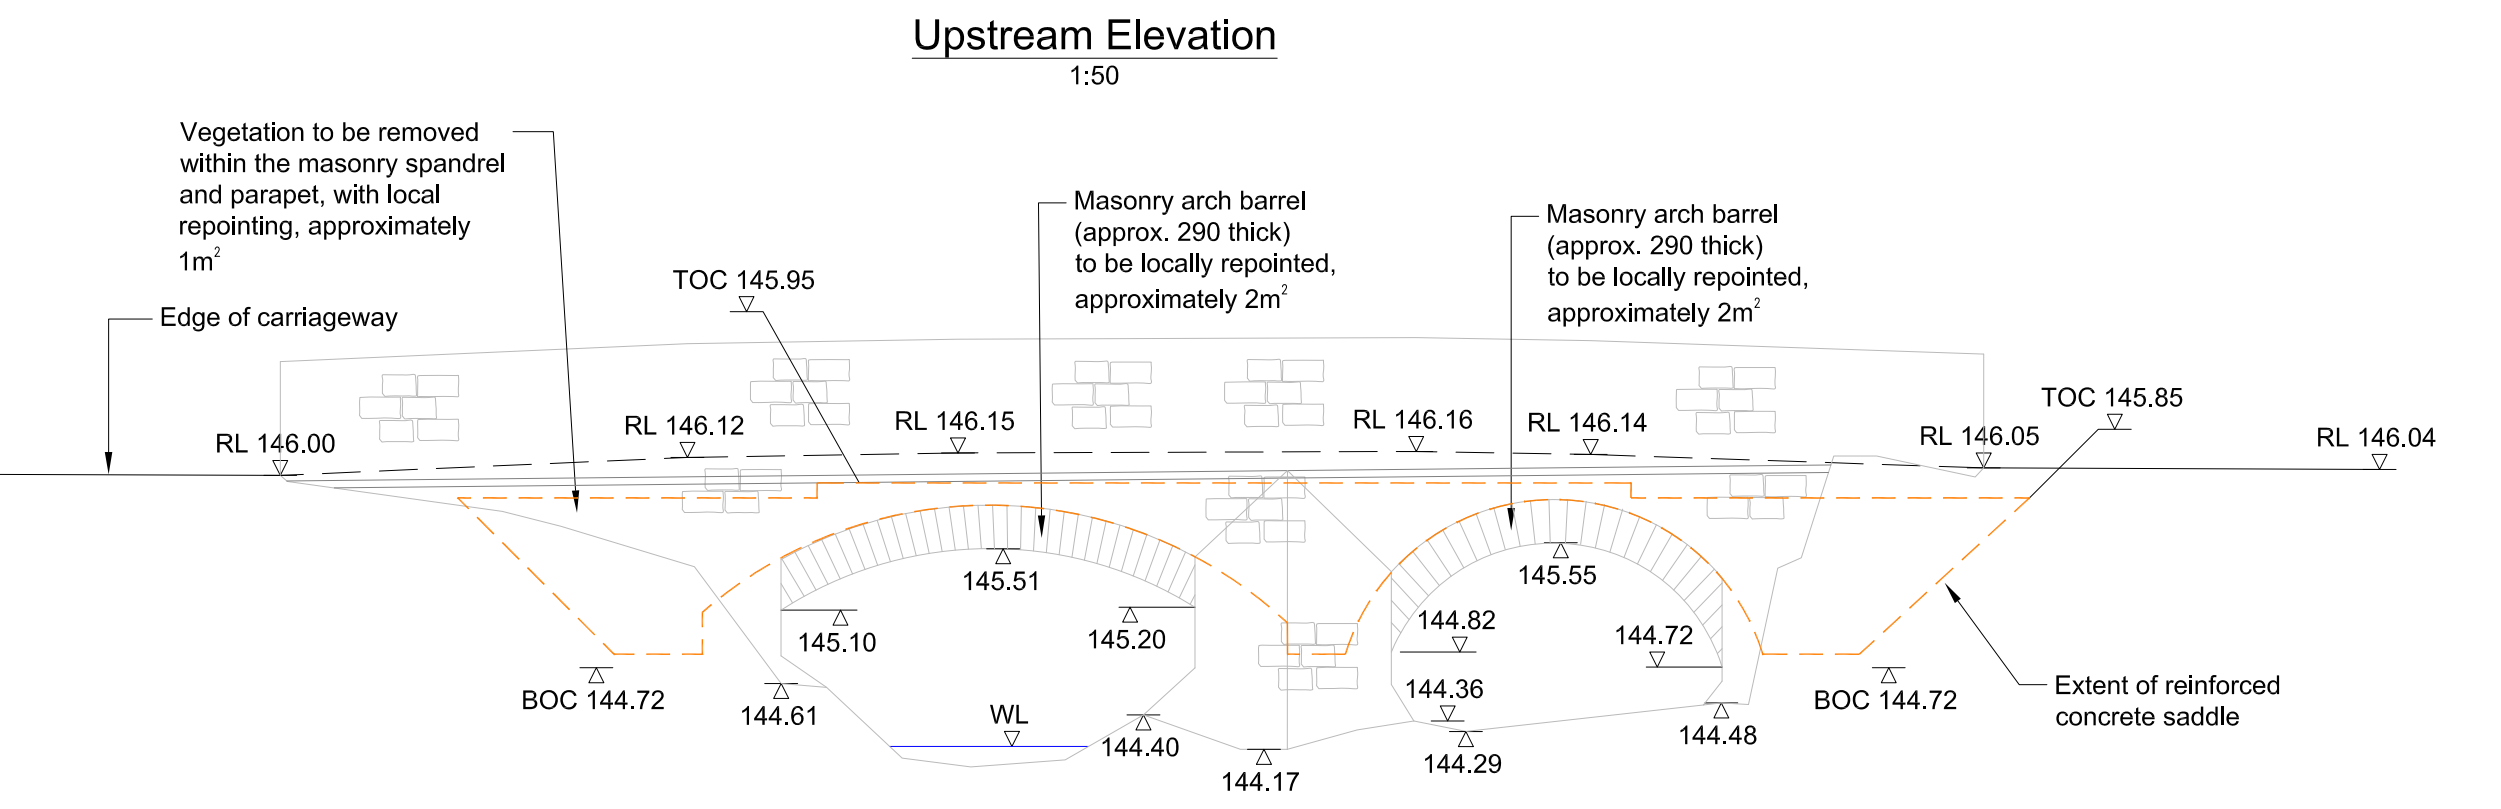 Upstream Elevation
1:50
Vegetation to be removed
within the masonry spandrel
and parapet, with local
repointing, approximately
1m²
Edge of carriageway
TOC 145.95
Masonry arch barrel
(approx. 290 thick)
to be locally repointed,
approximately 2m²
Masonry arch barrel
(approx. 290 thick)
to be locally repointed,
approximately 2m²
RL 146.00
RL 146.12
RL 146.15
RL 146.16
RL 146.14
TOC 145.85
RL 146.05
RL 146.04
145.51
145.55
145.10
145.20
144.82
144.72
BOC 144.72
144.61
WL
144.40
144.17
144.36
144.29
144.48
BOC 144.72
Extent of reinforced
concrete saddle